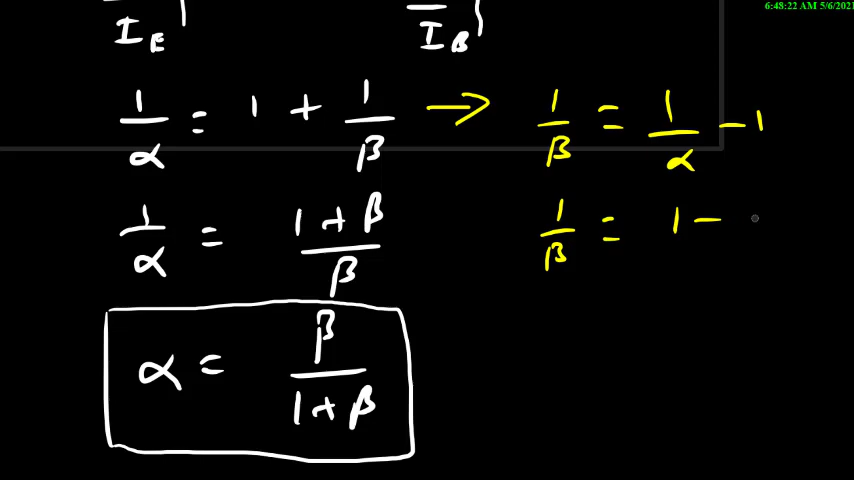 6:48:22 AM 5/6/2021
I_E I_B
1/α = 1 + 1/β → 1/β = 1/α - 1
1/α = 1+β/β 1/β = 1 -
α = β/1+β